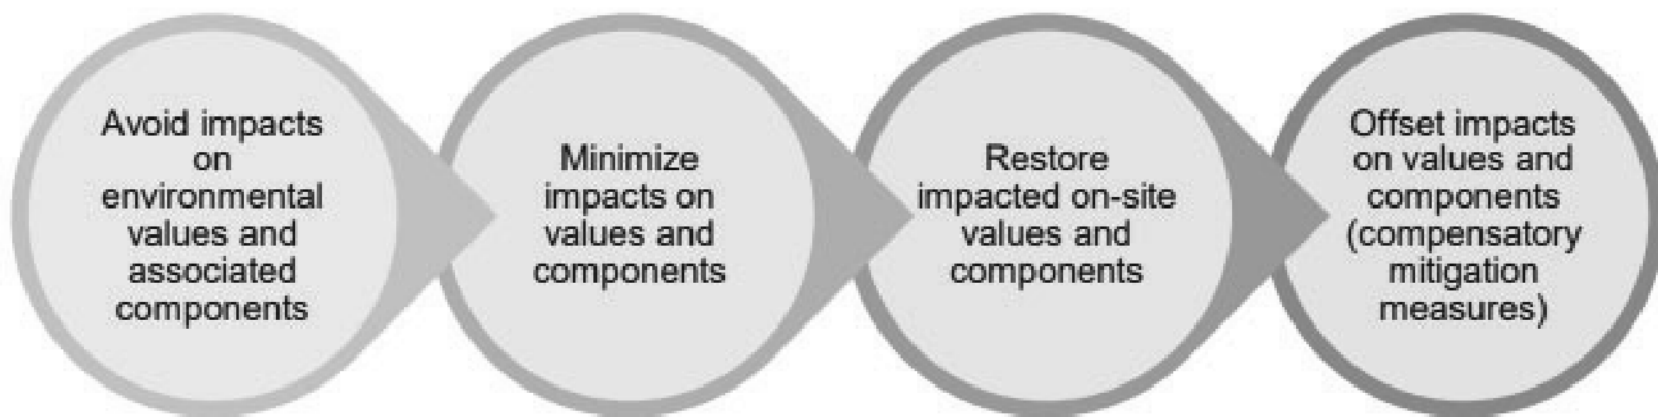 Avoid impacts
on
environmental
values and
associated
components
Minimize
impacts on
values and
components
Restore
impacted on-site
values and
components
Offset impacts
on values and
components
(compensatory
mitigation
measures)